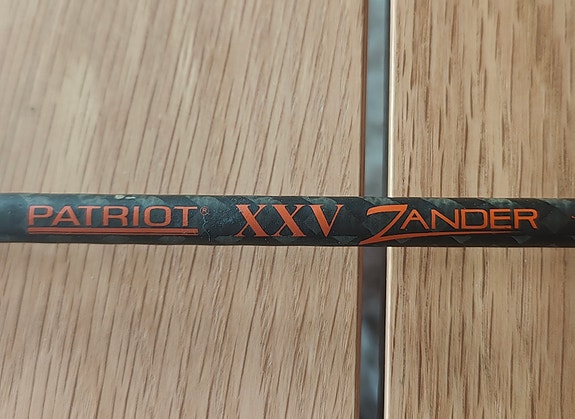 PATRIOT® XXV ZANDER